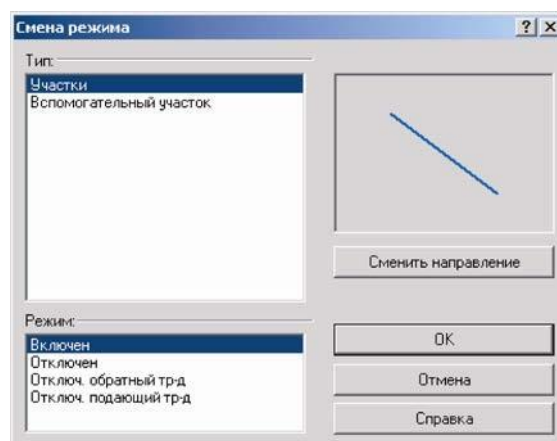 Смена режима
Тип:
Участки
Вспомогательный участок
Сменить направление
Режим:
Включен
Отключен
Отключ. обратный тр-д
Отключ. подающий тр-д
OK
Отмена
Справка